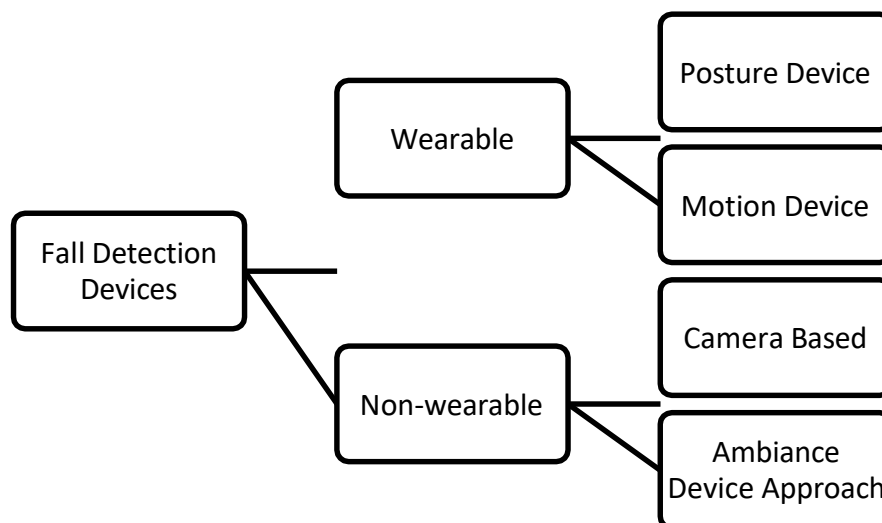 Fall Detection
Devices
Wearable
Posture Device
Motion Device
Non-wearable
Camera Based
Ambiance
Device Approach